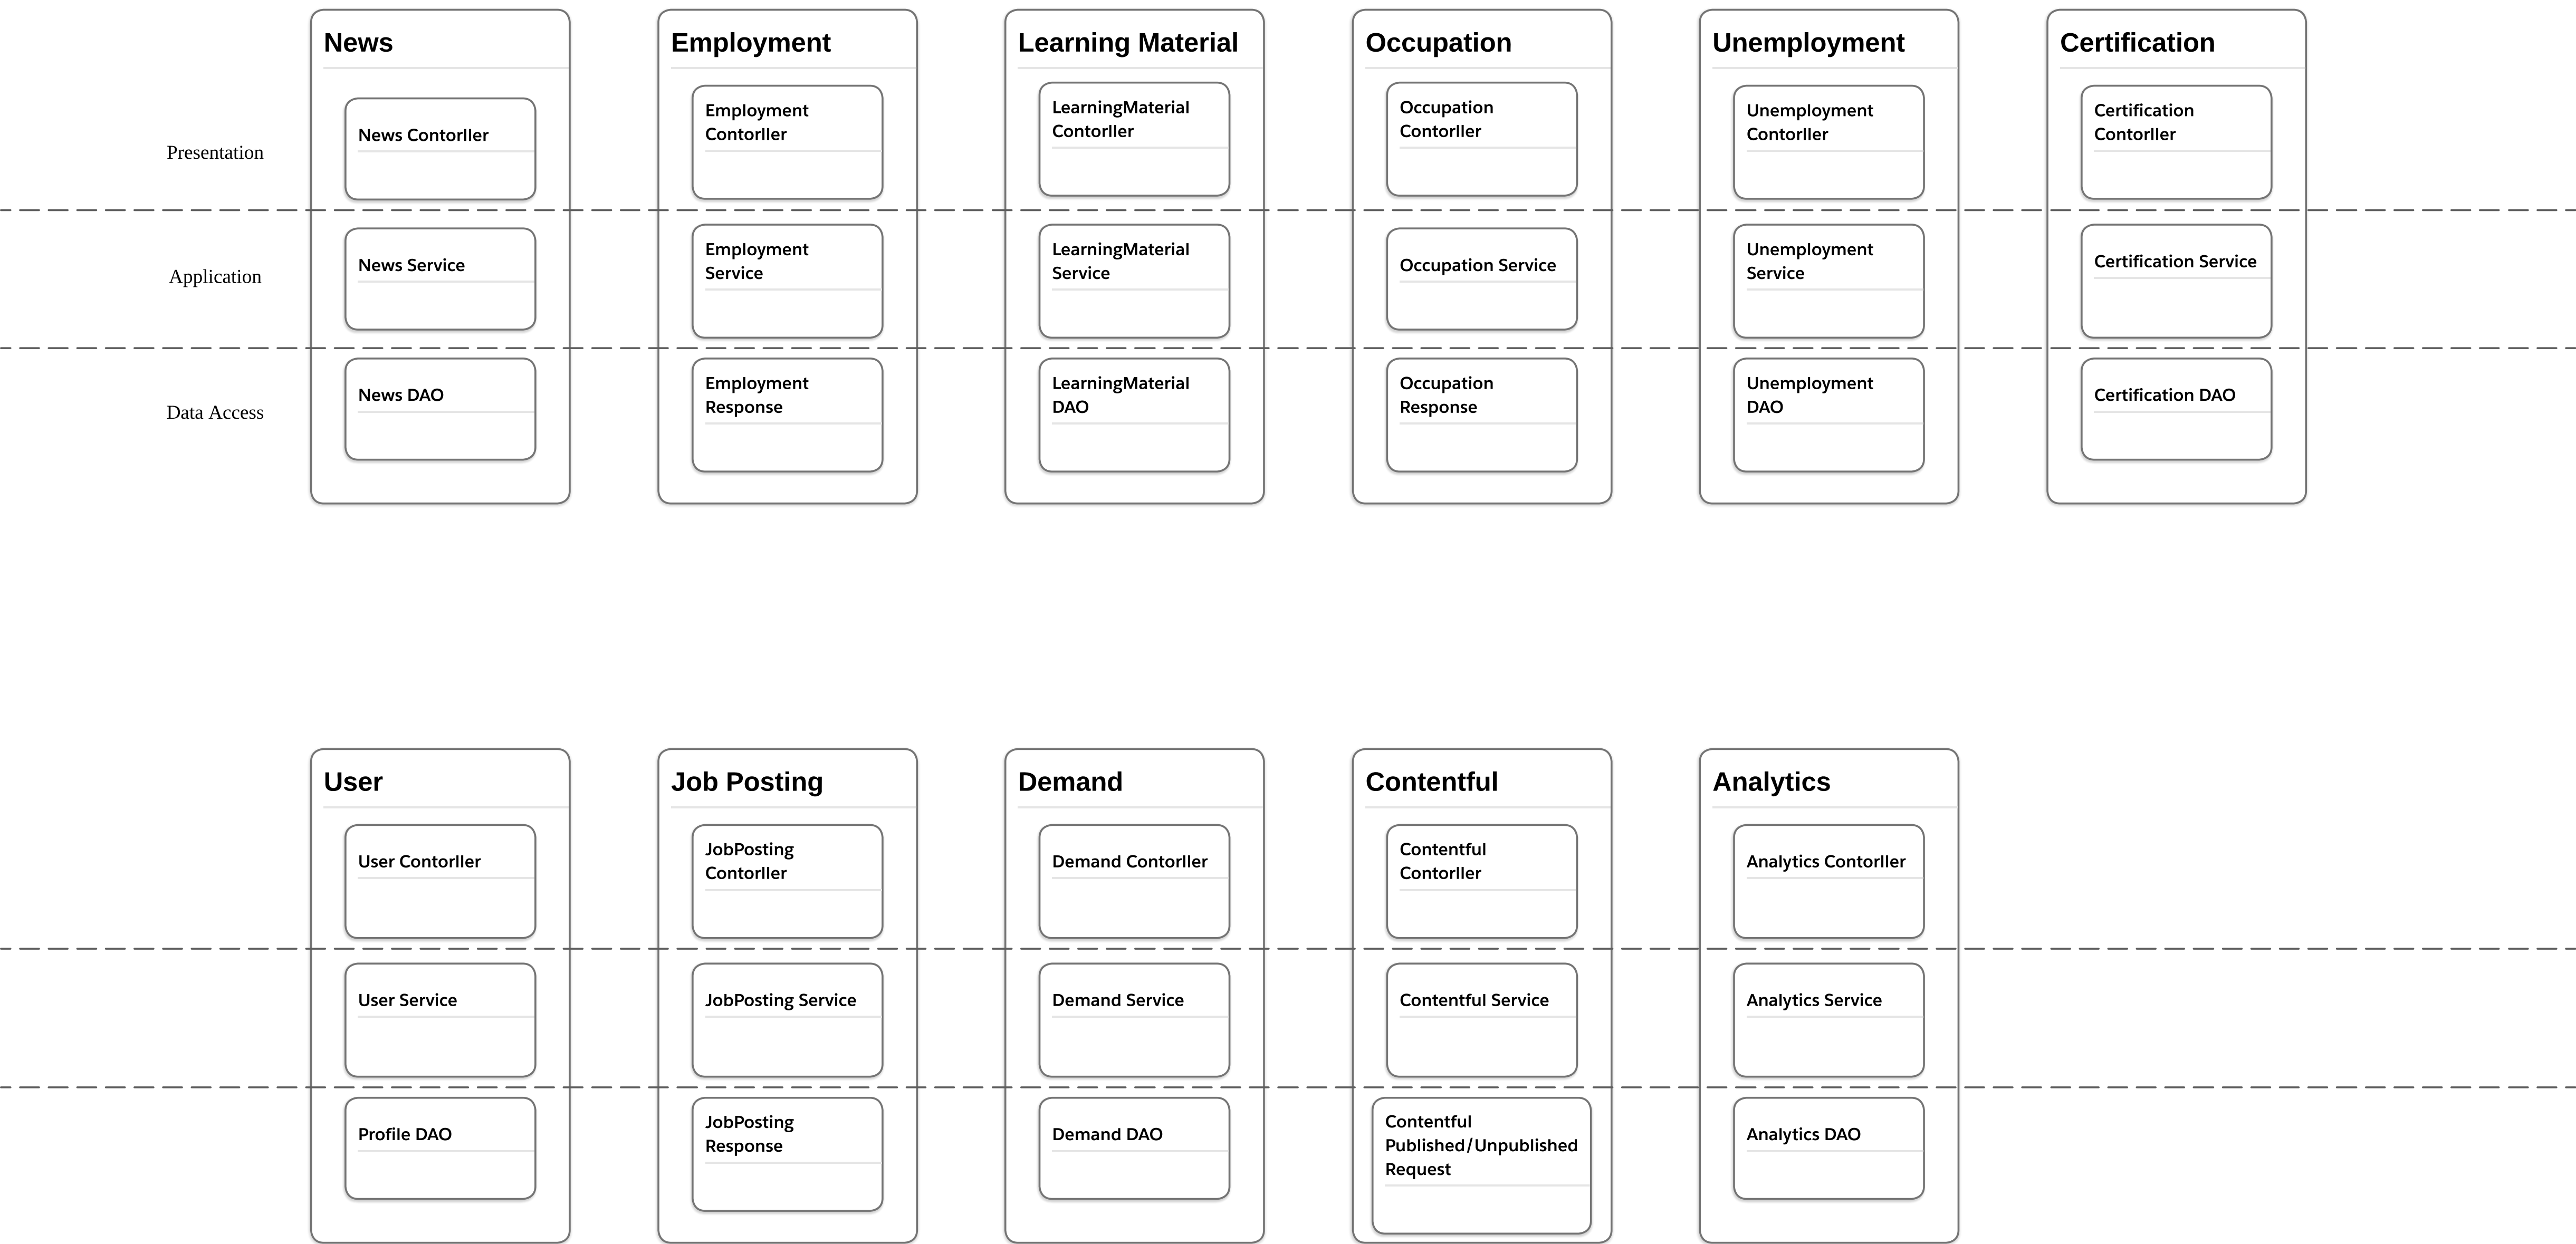 News
Employment
Learning Material
Occupation
Unemployment
Certification
Presentation
News Contorller
Employment
Contorller
LearningMaterial
Contorller
Occupation
Contorller
Unemployment
Contorller
Certification
Contorller
Application
News Service
Employment
Service
LearningMaterial
Service
Occupation Service
Unemployment
Service
Certification Service
Data Access
News DAO
Employment
Response
LearningMaterial
DAO
Occupation
Response
Unemployment
DAO
Certification DAO
User
Job Posting
Demand
Contentful
Analytics
User Contorller
JobPosting
Contorller
Demand Contorller
Contentful
Contorller
Analytics Contorller
User Service
JobPosting Service
Demand Service
Contentful Service
Analytics Service
Profile DAO
JobPosting
Response
Demand DAO
Contentful
Published/Unpublished
Request
Analytics DAO